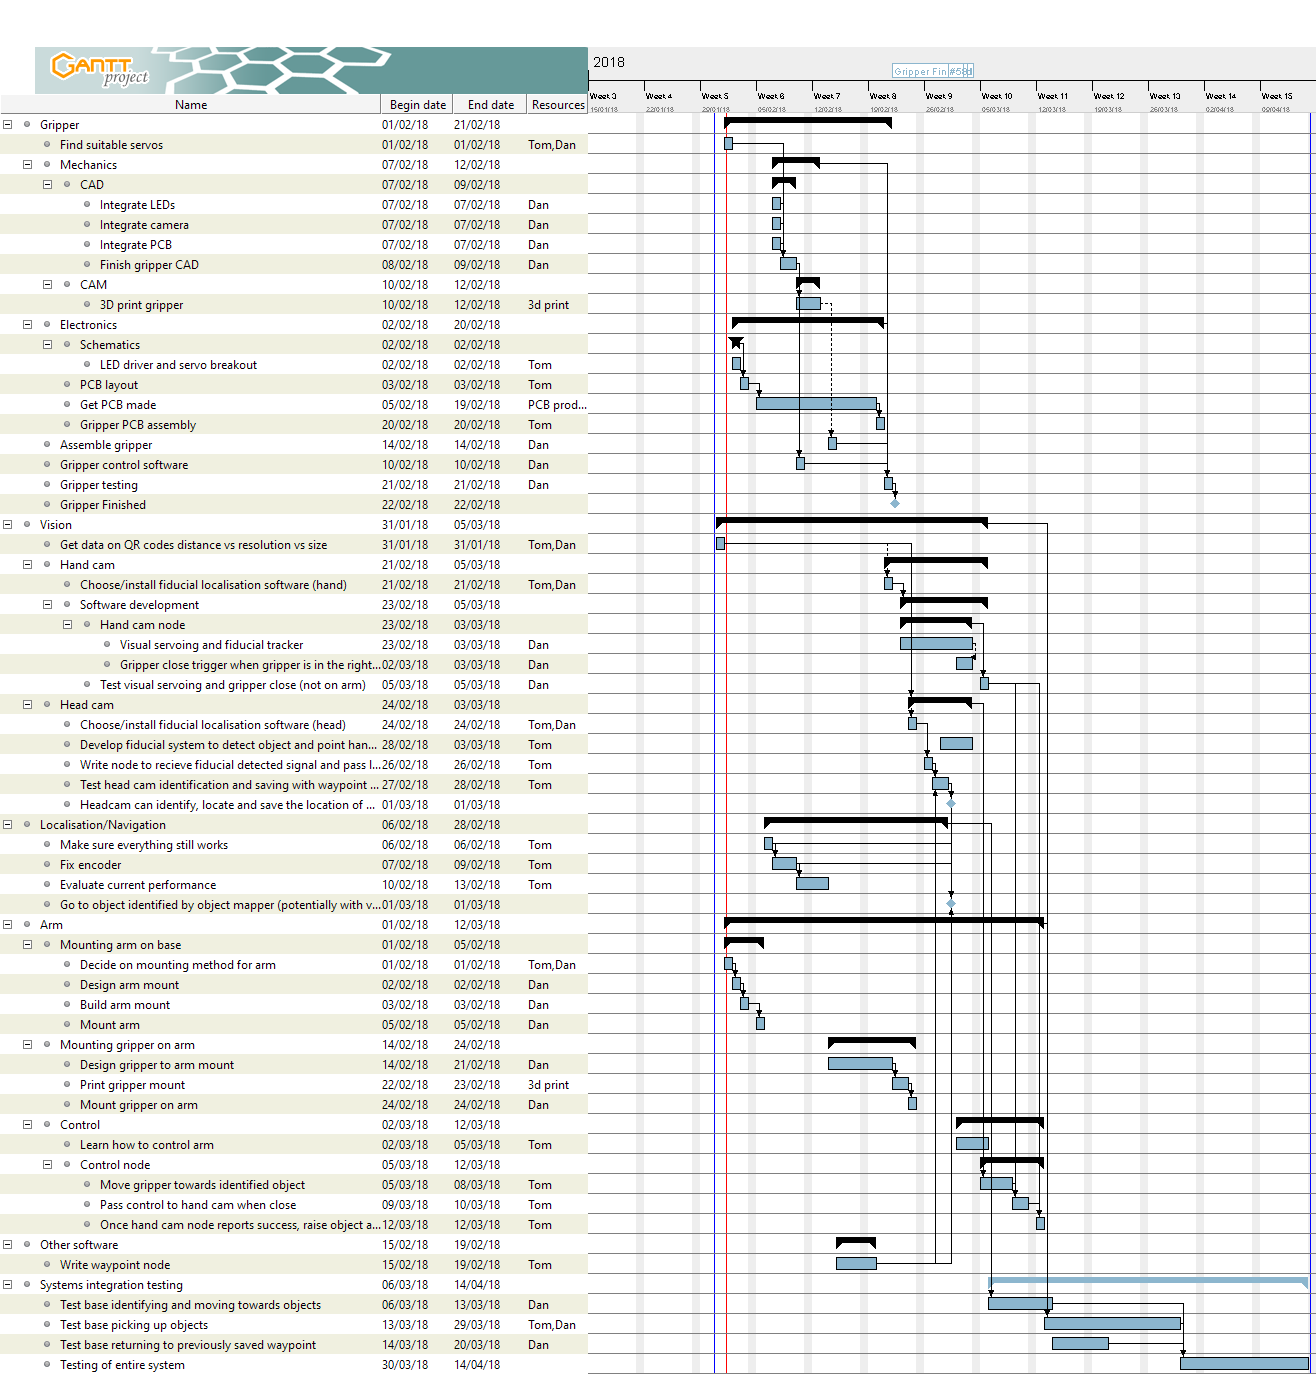 GANTT
project
2018
Gripper Fin
Week 3 Week 4 Week 5 Week 6 Week 7 Week 8 Week 9 Week 10 Week 11 Week 12 Week 13 Week 14 Week 15
15/01/18 22/01/18 29/01/18 05/02/18 12/02/18 19/02/18 26/02/18 05/03/18 12/03/18 19/03/18 26/03/18 02/04/18 09/04/18
Name Begin date End date Resources
Gripper 01/02/18 21/02/18
Find suitable servos 01/02/18 01/02/18 Tom,Dan
Mechanics 07/02/18 12/02/18
CAD 07/02/18 09/02/18
Integrate LEDs 07/02/18 07/02/18 Dan
Integrate camera 07/02/18 07/02/18 Dan
Integrate PCB 07/02/18 07/02/18 Dan
Finish gripper CAD 08/02/18 09/02/18 Dan
CAM 10/02/18 12/02/18
3D print gripper 10/02/18 12/02/18 3d print
Electronics 02/02/18 20/02/18
Schematics 02/02/18 02/02/18
LED driver and servo breakout 02/02/18 02/02/18 Tom
PCB layout 03/02/18 03/02/18 Tom
Get PCB made 05/02/18 19/02/18 PCB prod...
Gripper PCB assembly 20/02/18 20/02/18 Tom
Assemble gripper 14/02/18 14/02/18 Dan
Gripper control software 10/02/18 10/02/18 Dan
Gripper testing 21/02/18 21/02/18 Dan
Gripper Finished 22/02/18 22/02/18
Vision 31/01/18 05/03/18
Get data on QR codes distance vs resolution vs size 31/01/18 31/01/18 Tom,Dan
Hand cam 21/02/18 05/03/18
Choose/install fiducial localisation software (hand) 21/02/18 21/02/18 Tom,Dan
Software development 23/02/18 05/03/18
Hand cam node 23/02/18 03/03/18
Visual servoing and fiducial tracker 23/02/18 03/03/18 Dan
Gripper close trigger when gripper is in the right... 02/03/18 03/03/18 Dan
Test visual servoing and gripper close (not on arm) 05/03/18 05/03/18 Dan
Head cam 24/02/18 03/03/18
Choose/install fiducial localisation software (head) 24/02/18 24/02/18 Tom,Dan
Develop fiducial system to detect object and point han... 28/02/18 03/03/18 Tom
Write node to recieve fiducial detected signal and pass l... 26/02/18 26/02/18 Tom
Test head cam identification and saving with waypoint ... 27/02/18 28/02/18 Tom
Headcam can identify, locate and save the location of ... 01/03/18 01/03/18
Localisation/Navigation 06/02/18 28/02/18
Make sure everything still works 06/02/18 06/02/18 Tom
Fix encoder 07/02/18 09/02/18 Tom
Evaluate current performance 10/02/18 13/02/18 Tom
Go to object identified by object mapper (potentially with v... 01/03/18 01/03/18
Arm 01/02/18 12/03/18
Mounting arm on base 01/02/18 05/02/18
Decide on mounting method for arm 01/02/18 01/02/18 Tom,Dan
Design arm mount 02/02/18 02/02/18 Dan
Build arm mount 03/02/18 03/02/18 Dan
Mount arm 05/02/18 05/02/18 Dan
Mounting gripper on arm 14/02/18 24/02/18
Design gripper to arm mount 14/02/18 21/02/18 Dan
Print gripper mount 22/02/18 23/02/18 3d print
Mount gripper on arm 24/02/18 24/02/18 Dan
Control 02/03/18 12/03/18
Learn how to control arm 02/03/18 05/03/18 Tom
Control node 05/03/18 12/03/18
Move gripper towards identified object 05/03/18 08/03/18 Tom
Pass control to hand cam when close 09/03/18 10/03/18 Tom
Once hand cam node reports success, raise object a... 12/03/18 12/03/18 Tom
Other software 15/02/18 19/02/18
Write waypoint node 15/02/18 19/02/18 Tom
Systems integration testing 06/03/18 14/04/18
Test base identifying and moving towards objects 06/03/18 13/03/18 Dan
Test base picking up objects 13/03/18 29/03/18 Tom,Dan
Test base returning to previously saved waypoint 14/03/18 20/03/18 Dan
Testing of entire system 30/03/18 14/04/18